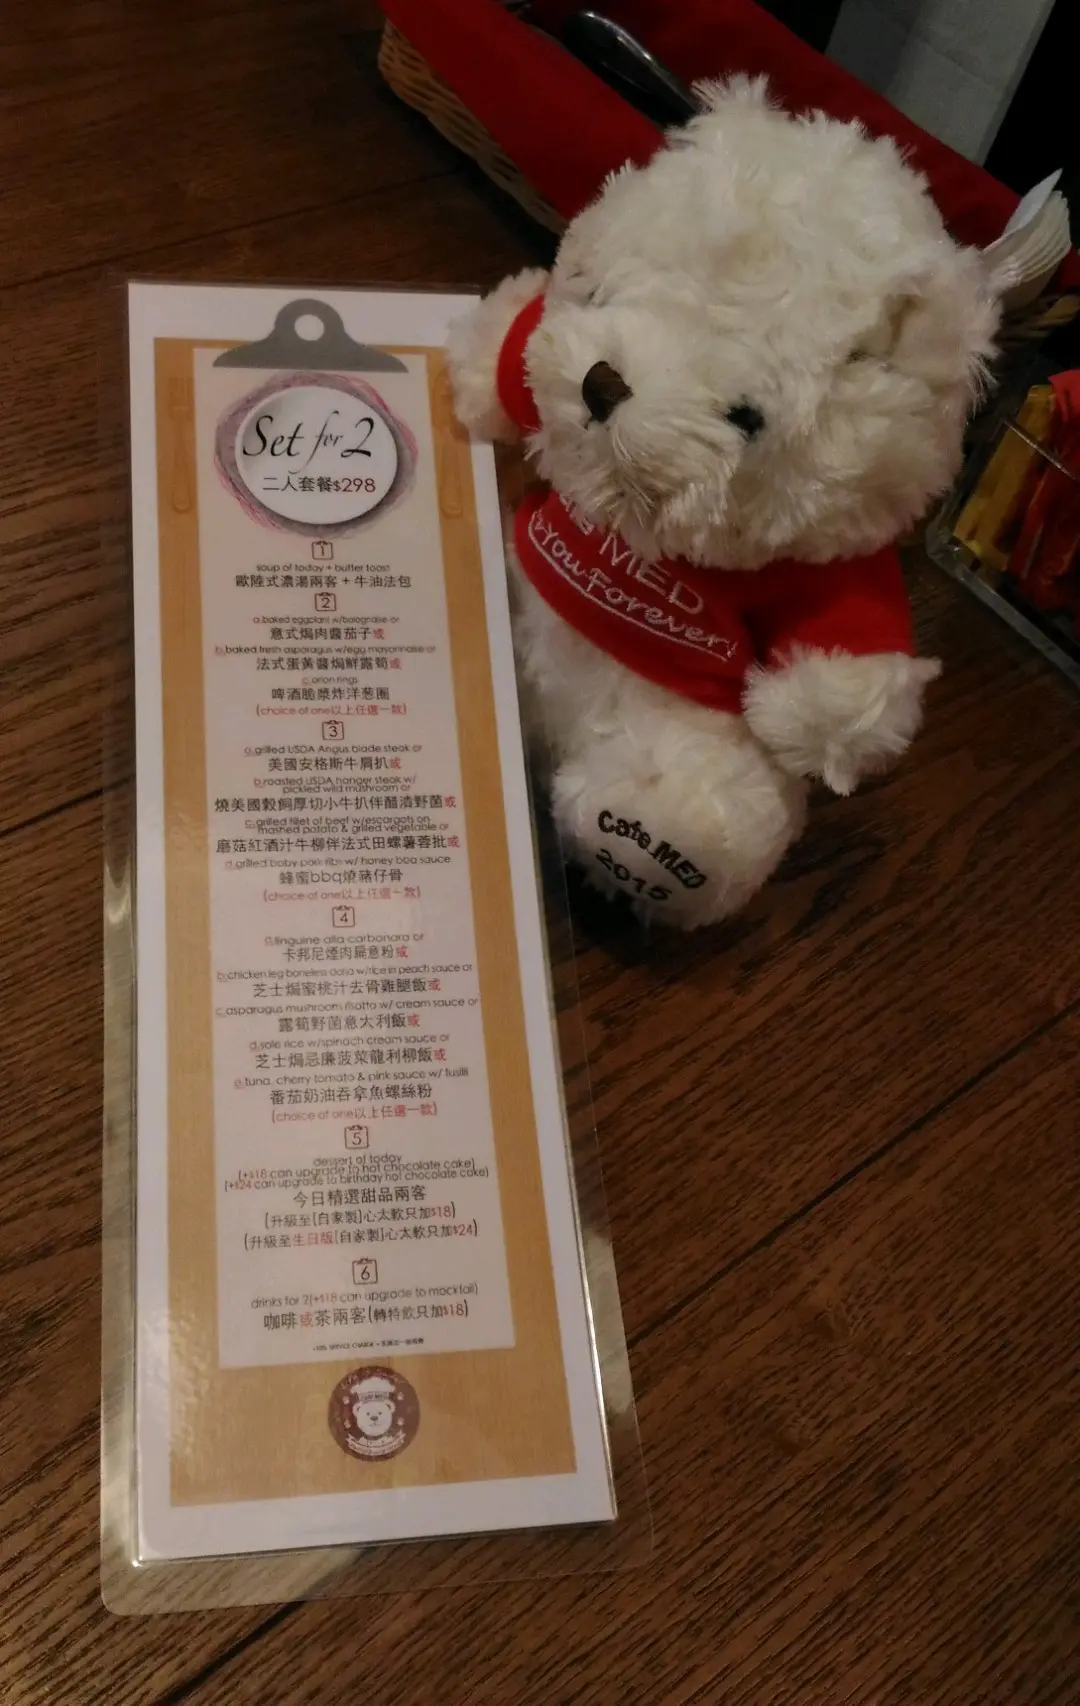 Set for 2
二人套餐$298
1
soup of today + butter toast
歐陸式濃湯兩客 + 牛油法包
2
a.baked eggplant w/bolognaise or
意式焗肉醬茄子或
b.baked fresh asparagus w/egg mayonnaise or
法式蛋黃醬焗鮮露筍或
c.onion rings
啤酒脆漿炸洋葱圈
(choice of one以上任選一款)
3
a.grilled USDA Angus blade steak or
美國安格斯牛肩扒或
b.roasted USDA hanger steak w/
pickled wild mushroom or
燒美國穀飼厚切小牛扒伴醋漬野菌或
c.grilled fillet of beef w/escargots on
mashed potato & grilled vegetable or
磨菇紅酒汁牛柳伴法式田螺薯蓉批或
d.grilled baby pork ribs w/ honey bbq sauce
蜂蜜bbq燒豬仔骨
(choice of one以上任選一款)
4
a.linguine alla carbonara or
卡邦尼煙肉扁意粉或
b.chicken leg boneless doria w/rice in peach sauce or
芝士焗蜜桃汁去骨雞腿飯或
c.asparagus mushroom risotto w/ cream sauce or
露筍野菌意大利飯或
d.sole rice w/spinach cream sauce or
芝士焗忌廉菠菜龍利柳飯或
e.tuna, cherry tomato & pink sauce w/ fusilli
番茄奶油吞拿魚螺絲粉
(choice of one以上任選一款)
5
dessert of today
(+$18 can upgrade to hot chocolate cake)
(+$24 can upgrade to birthday hot chocolate cake)
今日精選甜品兩客
(升級至[自家製]心太軟只加$18)
(升級至生日版[自家製]心太軟只加$24)
6
drinks for 2(+$18 can upgrade to mocktail)
咖啡或茶兩客(轉特飲只加$18)
+10% SERVICE CHARGE
MED
You Forever!
Cafe MED
2015